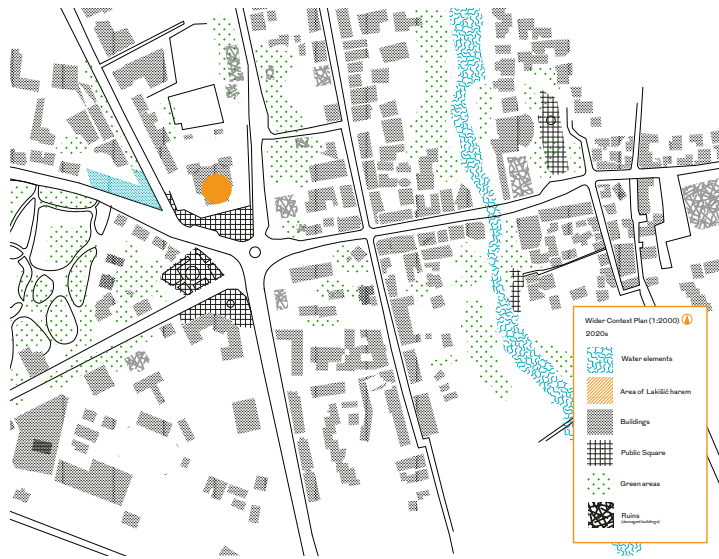 Wider Context Plan (1:2000)
2020s
Water elements
Area of Lakišić harem
Buildings
Public Square
Green areas
Ruins
(damaged buildings)